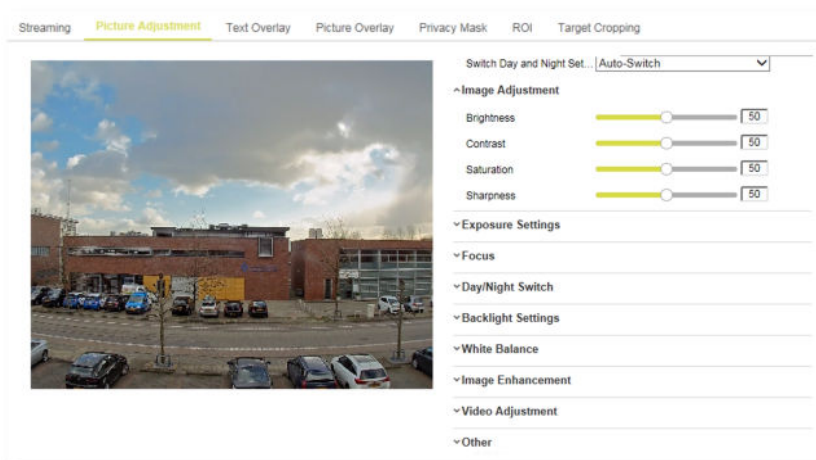 Streaming Picture Adjustment Text Overlay Picture Overlay Privacy Mask ROI Target Cropping
Switch Day and Night Set... Auto-Switch
Image Adjustment
Brightness 50
Contrast 50
Saturation 50
Sharpness 50
Exposure Settings
Focus
Day/Night Switch
Backlight Settings
White Balance
Image Enhancement
Video Adjustment
Other